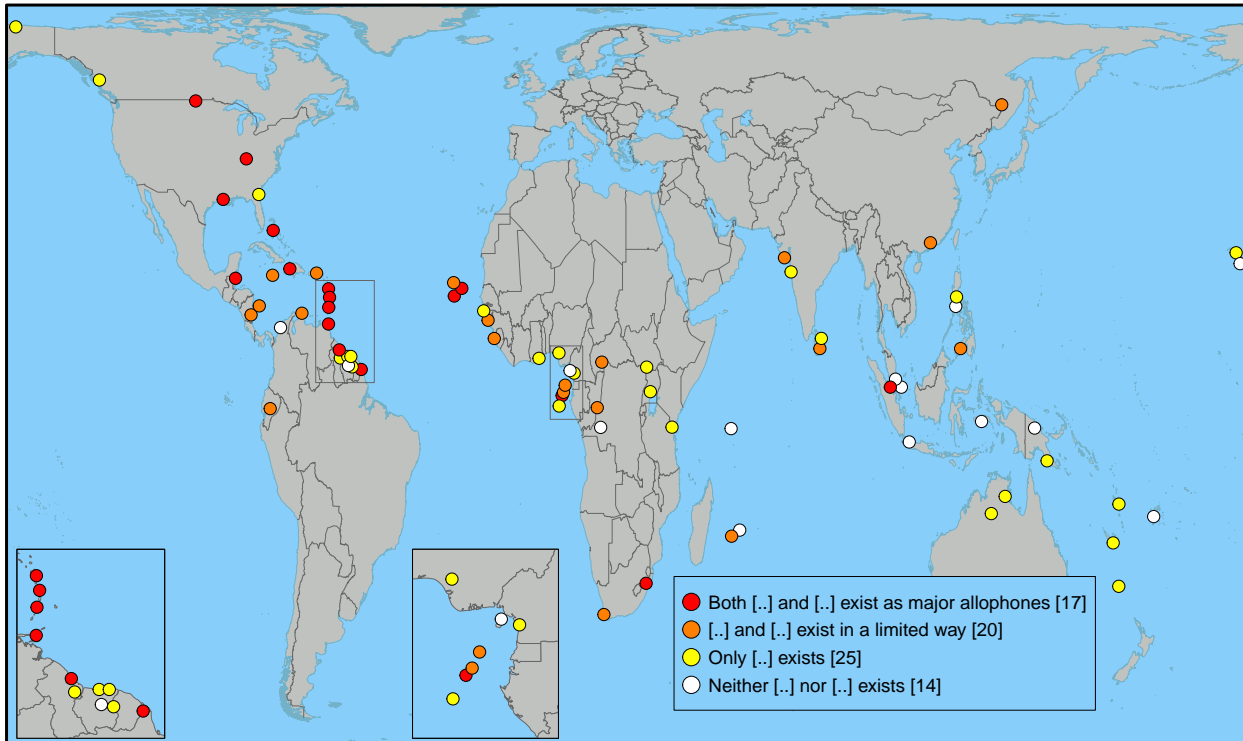 Both [..] and [..] exist as major allophones [17]
[..] and [..] exist in a limited way [20]
Only [..] exists [25]
Neither [..] nor [..] exists [14]